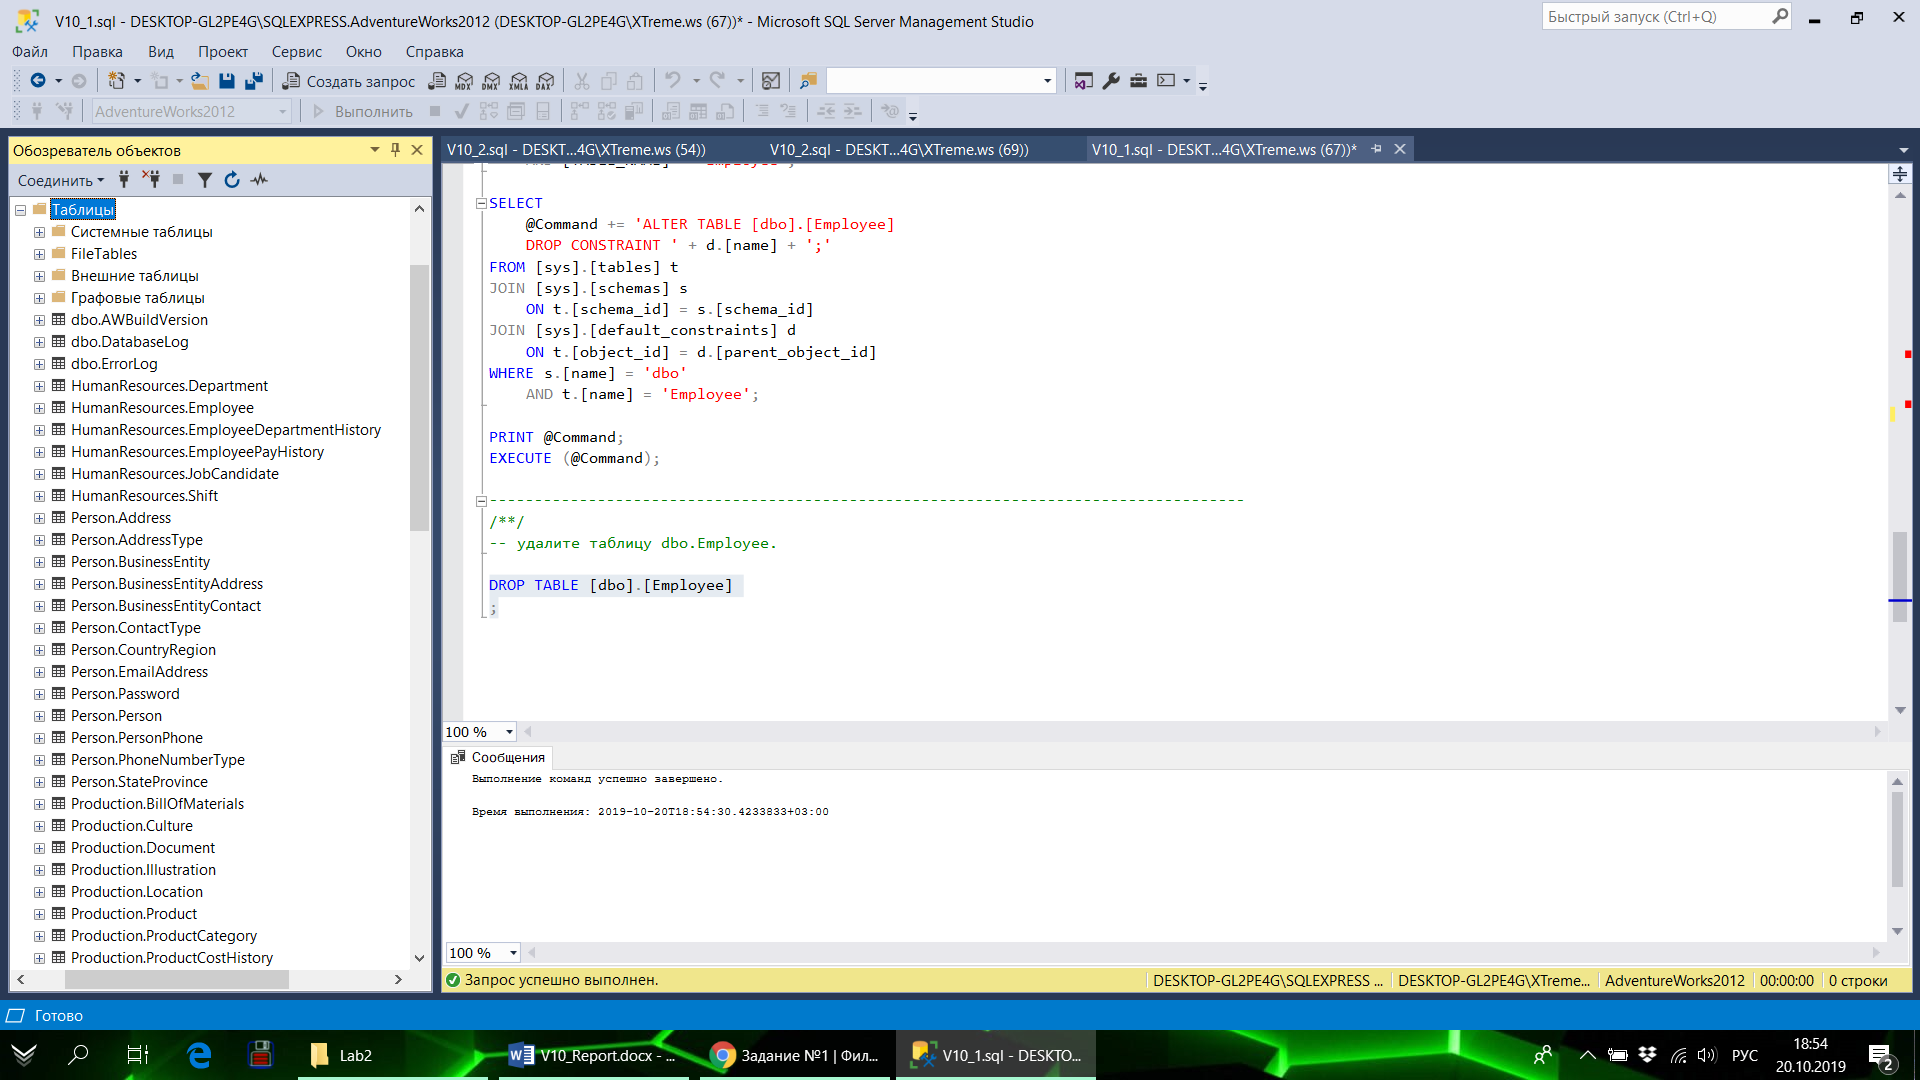 V10_1.sql - DESKTOP-GL2PE4G\SQLEXPRESS.AdventureWorks2012 (DESKTOP-GL2PE4G\XTreme.ws (67))* - Microsoft SQL Server Management Studio
Быстрый запуск (Ctrl+Q)
Файл Правка Вид Проект Сервис Окно Справка
Создать запрос MDX DMX XMLA DAX
AdventureWorks2012 Выполнить
Обозреватель объектов
Соединить
Таблицы
Системные таблицы
FileTables
Внешние таблицы
Графовые таблицы
dbo.AWBuildVersion
dbo.DatabaseLog
dbo.ErrorLog
HumanResources.Department
HumanResources.Employee
HumanResources.EmployeeDepartmentHistory
HumanResources.EmployeePayHistory
HumanResources.JobCandidate
HumanResources.Shift
Person.Address
Person.AddressType
Person.BusinessEntity
Person.BusinessEntityAddress
Person.BusinessEntityContact
Person.ContactType
Person.CountryRegion
Person.EmailAddress
Person.Password
Person.Person
Person.PersonPhone
Person.PhoneNumberType
Person.StateProvince
Production.BillOfMaterials
Production.Culture
Production.Document
Production.Illustration
Production.Location
Production.Product
Production.ProductCategory
Production.ProductCostHistory
V10_2.sql - DESKT...4G\XTreme.ws (54)) V10_2.sql - DESKT...4G\XTreme.ws (69)) V10_1.sql - DESKT...4G\XTreme.ws (67))*
SELECT
@Command += 'ALTER TABLE [dbo].[Employee]
DROP CONSTRAINT ' + d.[name] + ';'
FROM [sys].[tables] t
JOIN [sys].[schemas] s
ON t.[schema_id] = s.[schema_id]
JOIN [sys].[default_constraints] d
ON t.[object_id] = d.[parent_object_id]
WHERE s.[name] = 'dbo'
AND t.[name] = 'Employee';
PRINT @Command;
EXECUTE (@Command);
------------------------------------------------------------------------------------
/**/
-- удалите таблицу dbo.Employee.
DROP TABLE [dbo].[Employee]
;
100 %
Сообщения
Выполнение команд успешно завершено.
Время выполнения: 2019-10-20T18:54:30.4233833+03:00
100 %
Запрос успешно выполнен. DESKTOP-GL2PE4G\SQLEXPRESS ... DESKTOP-GL2PE4G\XTreme... AdventureWorks2012 00:00:00 0 строки
Готово
Lab2 V10_Report.docx - ... Задание №1 | Фил... V10_1.sql - DESKTO...
РУС 18:54
20.10.2019
2